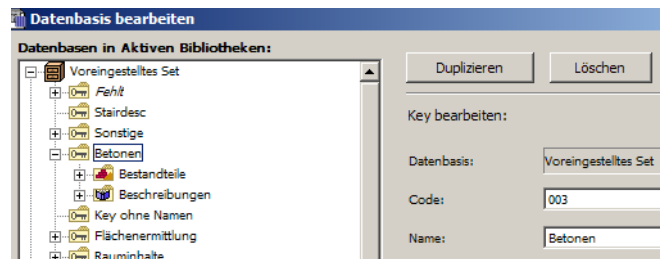 Datenbasis bearbeiten
Datenbasen in Aktiven Bibliotheken:
Voreingestelltes Set
Fehlt
Stairdesc
Sonstige
Betonen
Bestandteile
Beschreibungen
Key ohne Namen
Flächenermittlung
Rauminhalte
Duplizieren
Löschen
Key bearbeiten:
Datenbasis: Voreingestelltes Set
Code: 003
Name: Betonen